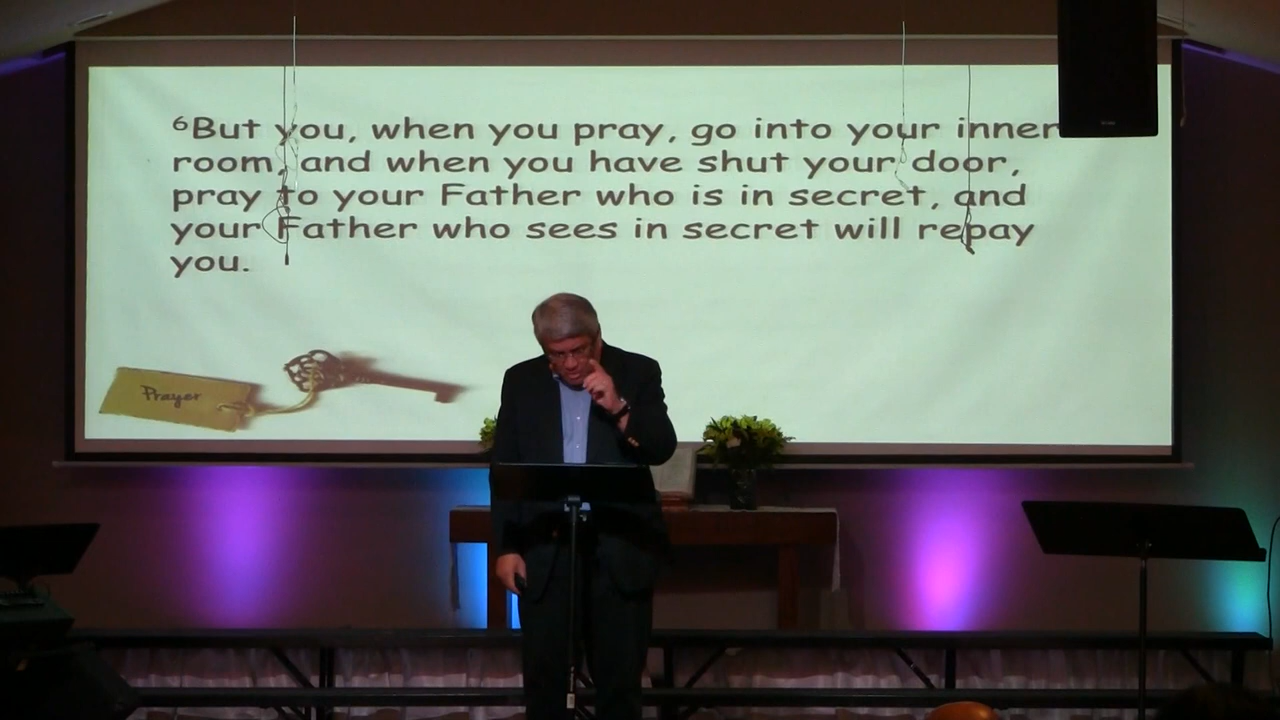 ⁶But you, when you pray, go into your inner
room, and when you have shut your door,
pray to your Father who is in secret, and
your Father who sees in secret will repay
you.
Prayer